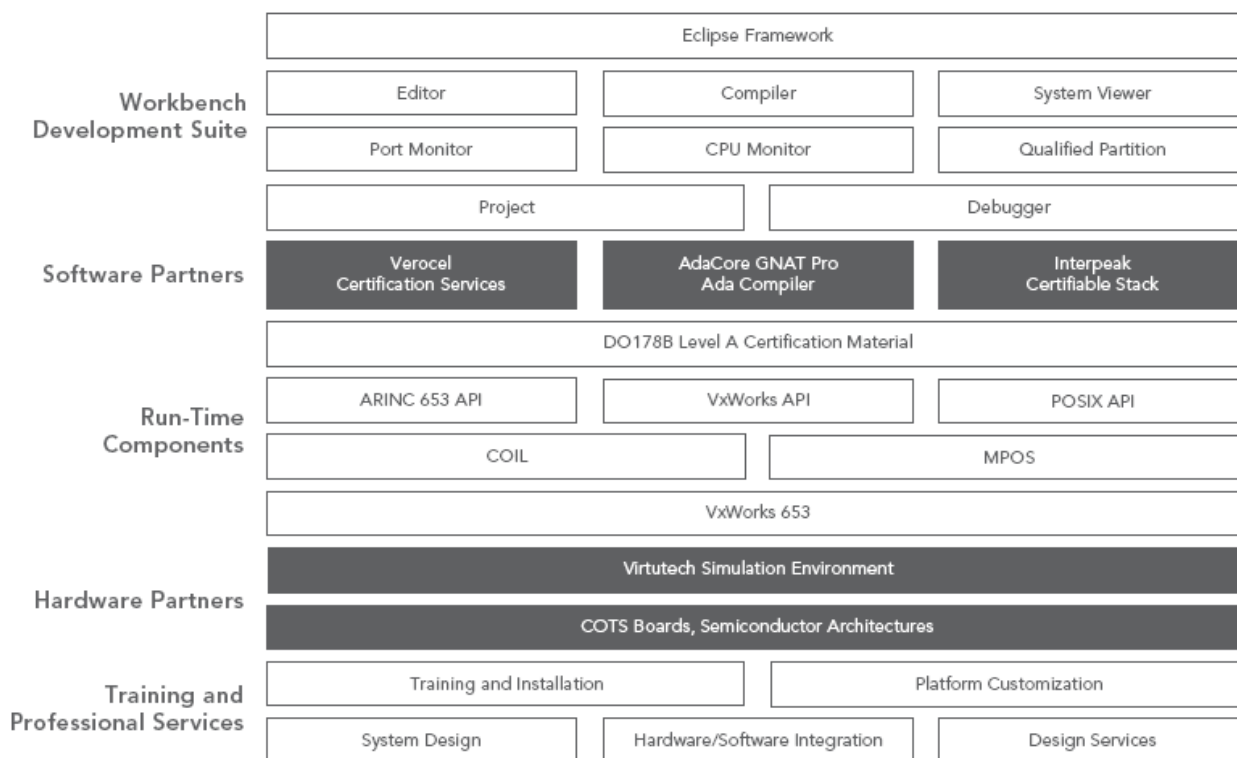 Eclipse Framework
Workbench
Development Suite
Editor
Compiler
System Viewer
Port Monitor
CPU Monitor
Qualified Partition
Project
Debugger
Software Partners
Verocel
Certification Services
AdaCore GNAT Pro
Ada Compiler
Interpeak
Certifiable Stack
DO178B Level A Certification Material
Run-Time
Components
ARINC 653 API
VxWorks API
POSIX API
COIL
MPOS
VxWorks 653
Hardware Partners
Virtutech Simulation Environment
COTS Boards, Semiconductor Architectures
Training and
Professional Services
Training and Installation
Platform Customization
System Design
Hardware/Software Integration
Design Services